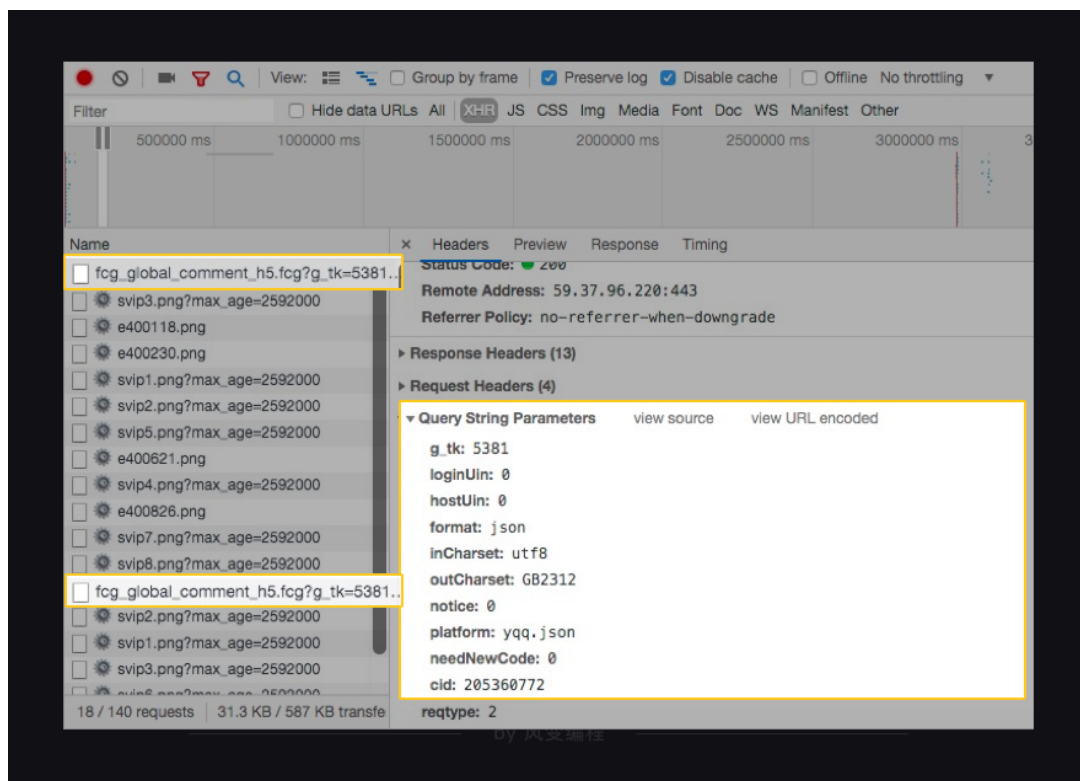 View: Group by frame Preserve log Disable cache Offline No throttling
Filter Hide data URLs All XHR JS CSS Img Media Font Doc WS Manifest Other
500000 ms 1000000 ms 1500000 ms 2000000 ms 2500000 ms 3000000 ms 3
Name
fcg_global_comment_h5.fcg?g_tk=5381..
svip3.png?max_age=2592000
e400118.png
e400230.png
svip1.png?max_age=2592000
svip2.png?max_age=2592000
svip5.png?max_age=2592000
e400621.png
svip4.png?max_age=2592000
e400826.png
svip7.png?max_age=2592000
svip8.png?max_age=2592000
fcg_global_comment_h5.fcg?g_tk=5381..
svip2.png?max_age=2592000
svip1.png?max_age=2592000
svip3.png?max_age=2592000
18 / 140 requests 31.3 KB / 587 KB transfe
× Headers Preview Response Timing
Status Code: 200
Remote Address: 59.37.96.220:443
Referrer Policy: no-referrer-when-downgrade
Response Headers (13)
Request Headers (4)
Query String Parameters view source view URL encoded
g_tk: 5381
loginUin: 0
hostUin: 0
format: json
inCharset: utf8
outCharset: GB2312
notice: 0
platform: yqq.json
needNewCode: 0
cid: 205360772
reqtype: 2
by 风变编程